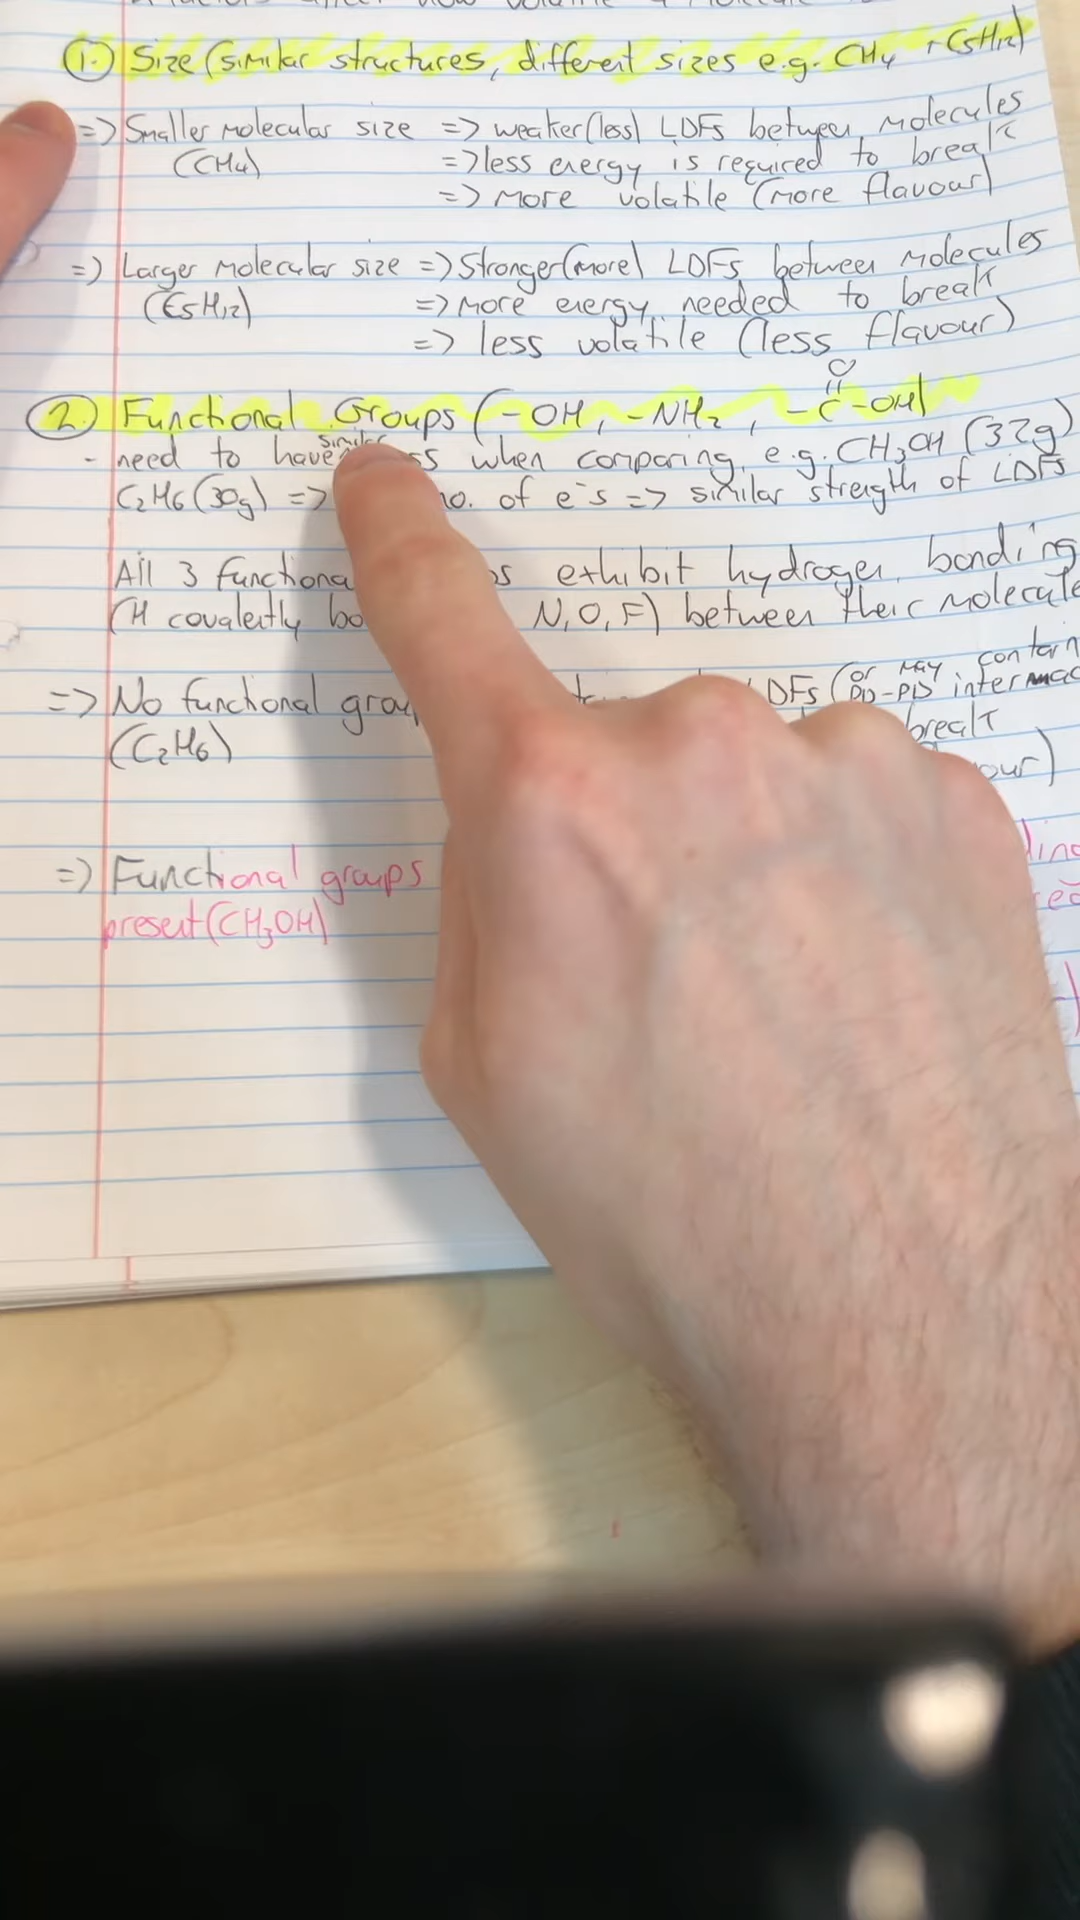 ① Size (similar structures, different sizes e.g. CH4 + C5H12)
=> Smaller molecular size => weaker (less) LDFs between molecules
(CH4) => less energy is required to break
=> more volatile (more flavour)
=> Larger molecular size => Stronger (more) LDFs between molecules
(C5H12) => more energy needed to break
=> less volatile (less flavour)
O
② Functional Groups (-OH, -NH2, -C-OH)
similar
- need to have when comparing e.g. CH3OH (32g)
C2H6 (30g) => no. of e's => similar strength of LDFs
All 3 exhibit hydrogen bonding
(H covalently N, O, F) between their
or may contain
=> No functional LDFs (PD-PD
(C2H6) break
=> Functional groups
present (CH3OH)